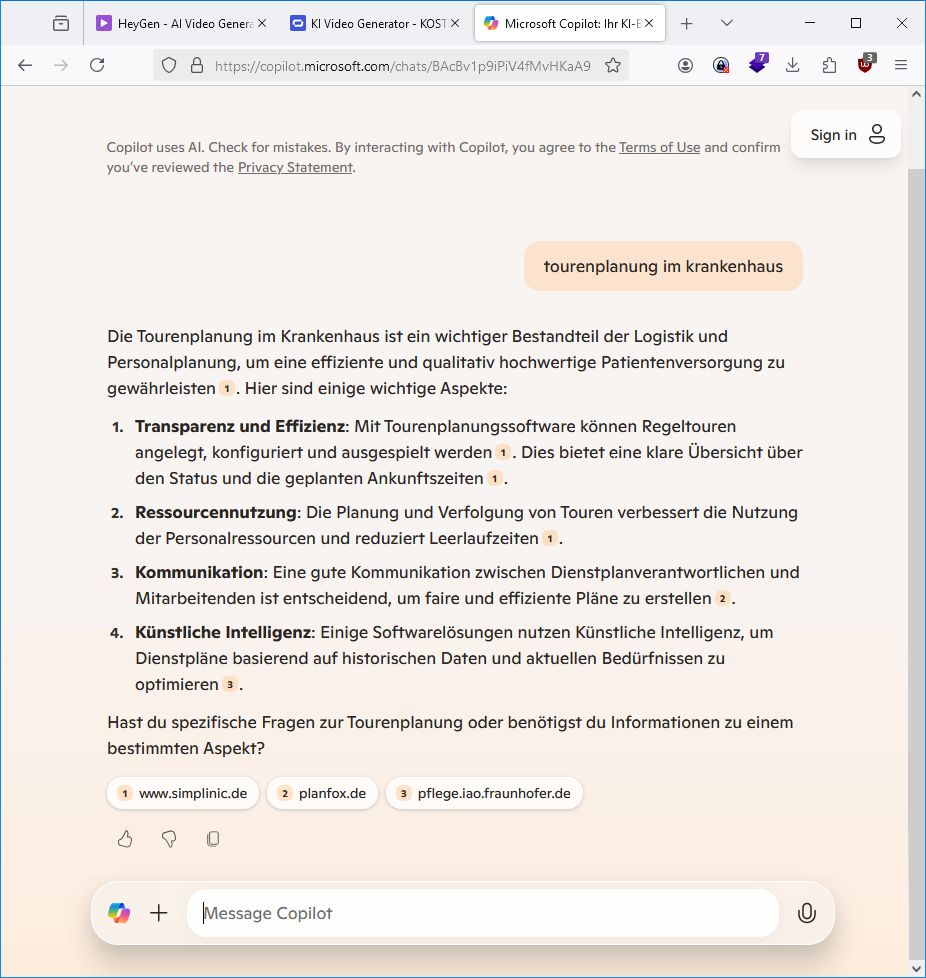 HeyGen - AI Video Genera
KI Video Generator - KOST
Microsoft Copilot: Ihr KI-B
https://copilot.microsoft.com/chats/BAcBv1p9iPiV4fMvHKaA9
7
3
Sign in
Copilot uses AI. Check for mistakes. By interacting with Copilot, you agree to the Terms of Use and confirm
you’ve reviewed the Privacy Statement.
tourenplanung im krankenhaus
Die Tourenplanung im Krankenhaus ist ein wichtiger Bestandteil der Logistik und
Personalplanung, um eine effiziente und qualitativ hochwertige Patientenversorgung zu
gewährleisten 1. Hier sind einige wichtige Aspekte:
1. Transparenz und Effizienz: Mit Tourenplanungssoftware können Regeltouren
angelegt, konfiguriert und ausgespielt werden 1. Dies bietet eine klare Übersicht über
den Status und die geplanten Ankunftszeiten 1.
2. Ressourcennutzung: Die Planung und Verfolgung von Touren verbessert die Nutzung
der Personalressourcen und reduziert Leerlaufzeiten 1.
3. Kommunikation: Eine gute Kommunikation zwischen Dienstplanverantwortlichen und
Mitarbeitenden ist entscheidend, um faire und effiziente Pläne zu erstellen 2.
4. Künstliche Intelligenz: Einige Softwarelösungen nutzen Künstliche Intelligenz, um
Dienstpläne basierend auf historischen Daten und aktuellen Bedürfnissen zu
optimieren 3.
Hast du spezifische Fragen zur Tourenplanung oder benötigst du Informationen zu einem
bestimmten Aspekt?
1 www.simplinic.de 2 planfox.de 3 pflege.iao.fraunhofer.de
Message Copilot